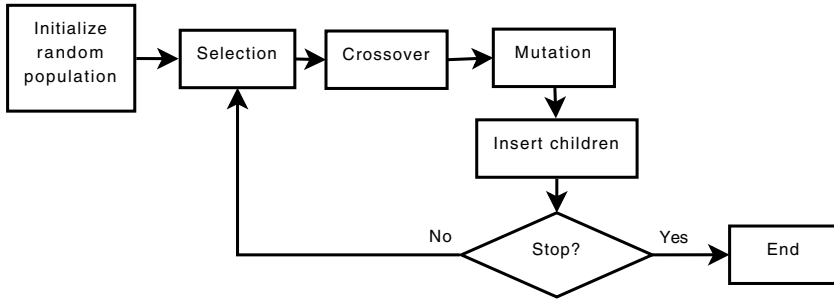 Initialize
random
population
Selection
Crossover
Mutation
Insert children
Stop?
No
Yes
End